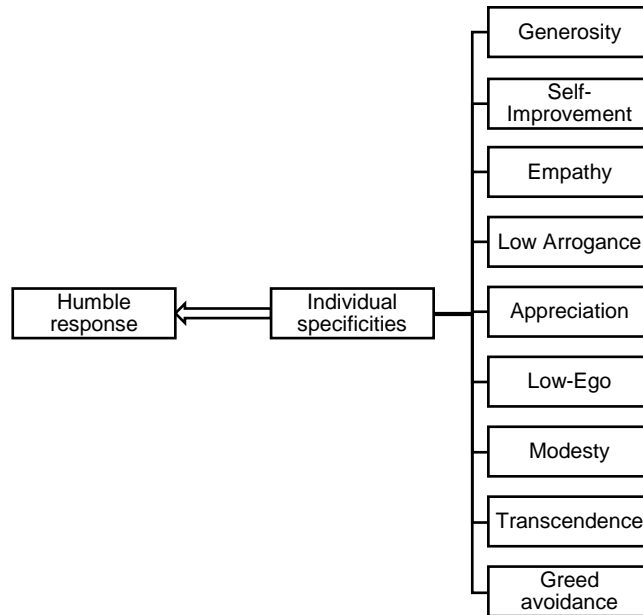 Generosity
Self-
Improvement
Empathy
Low Arrogance
Humble
response
Individual
specificities
Appreciation
Low-Ego
Modesty
Transcendence
Greed
avoidance